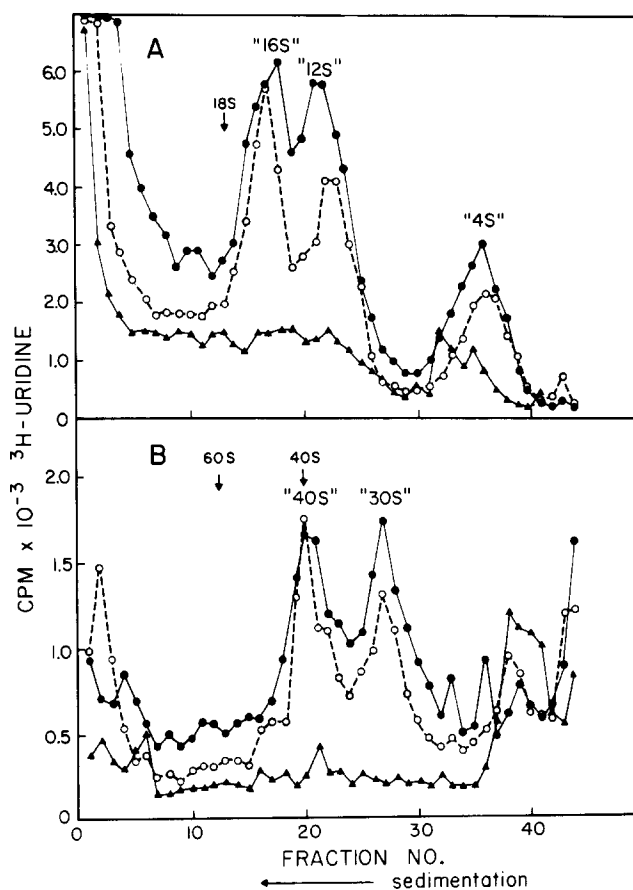 A
"16S"
"12S"
18S
"4S"
6.0
5.0
4.0
3.0
2.0
1.0
0
B
60S
40S
"40S"
"30S"
2.0
1.5
1.0
0.5
0
CPM x 10⁻³ ³H-URIDINE
0 10 20 30 40
FRACTION NO.
sedimentation